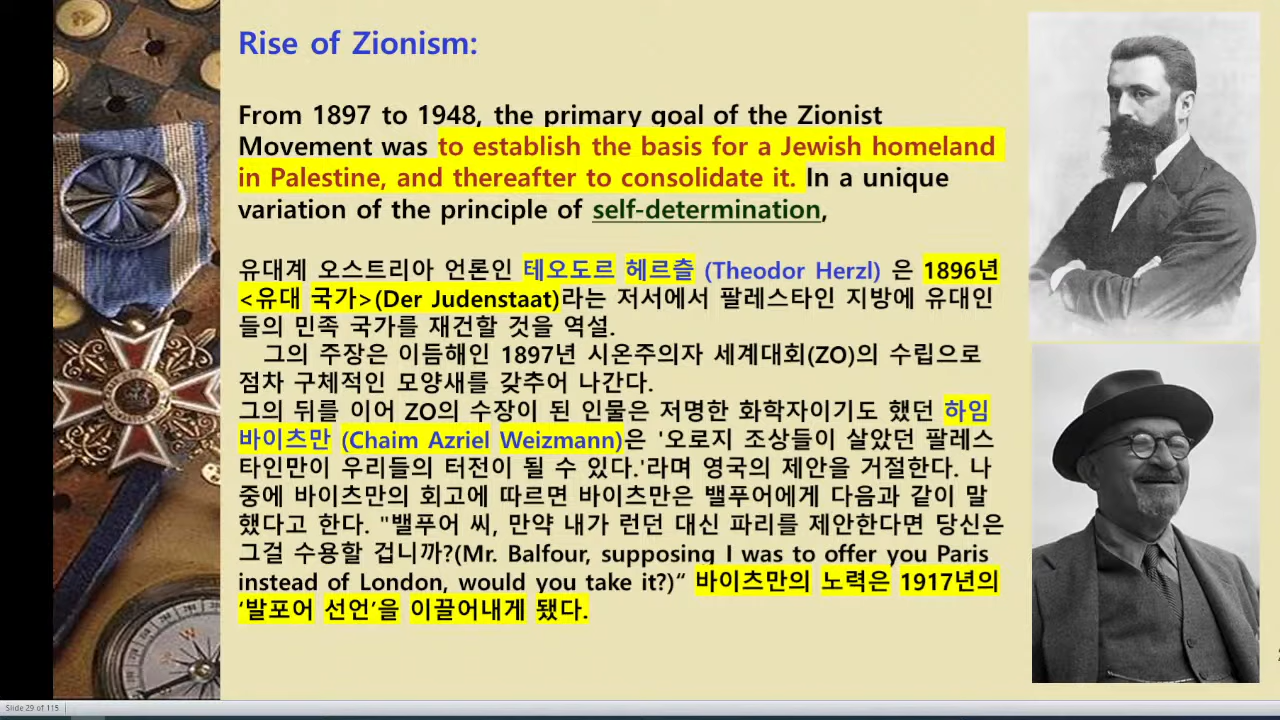 Rise of Zionism:
From 1897 to 1948, the primary goal of the Zionist
Movement was to establish the basis for a Jewish homeland
in Palestine, and thereafter to consolidate it. In a unique
variation of the principle of self-determination,
유대계 오스트리아 언론인 테오도르 헤르츨 (Theodor Herzl) 은 1896년
<유대 국가>(Der Judenstaat)라는 저서에서 팔레스타인 지방에 유대인
들의 민족 국가를 재건할 것을 역설.
그의 주장은 이듬해인 1897년 시온주의자 세계대회(ZO)의 수립으로
점차 구체적인 모양새를 갖추어 나간다.
그의 뒤를 이어 ZO의 수장이 된 인물은 저명한 화학자이기도 했던 하임
바이츠만 (Chaim Azriel Weizmann)은 '오로지 조상들이 살았던 팔레스
타인만이 우리들의 터전이 될 수 있다.'라며 영국의 제안을 거절한다. 나
중에 바이츠만의 회고에 따르면 바이츠만은 밸푸어에게 다음과 같이 말
했다고 한다. "밸푸어 씨, 만약 내가 런던 대신 파리를 제안한다면 당신은
그걸 수용할 겁니까?(Mr. Balfour, supposing I was to offer you Paris
instead of London, would you take it?)“ 바이츠만의 노력은 1917년의
‘발포어 선언’을 이끌어내게 됐다.
Slide 29 of 115